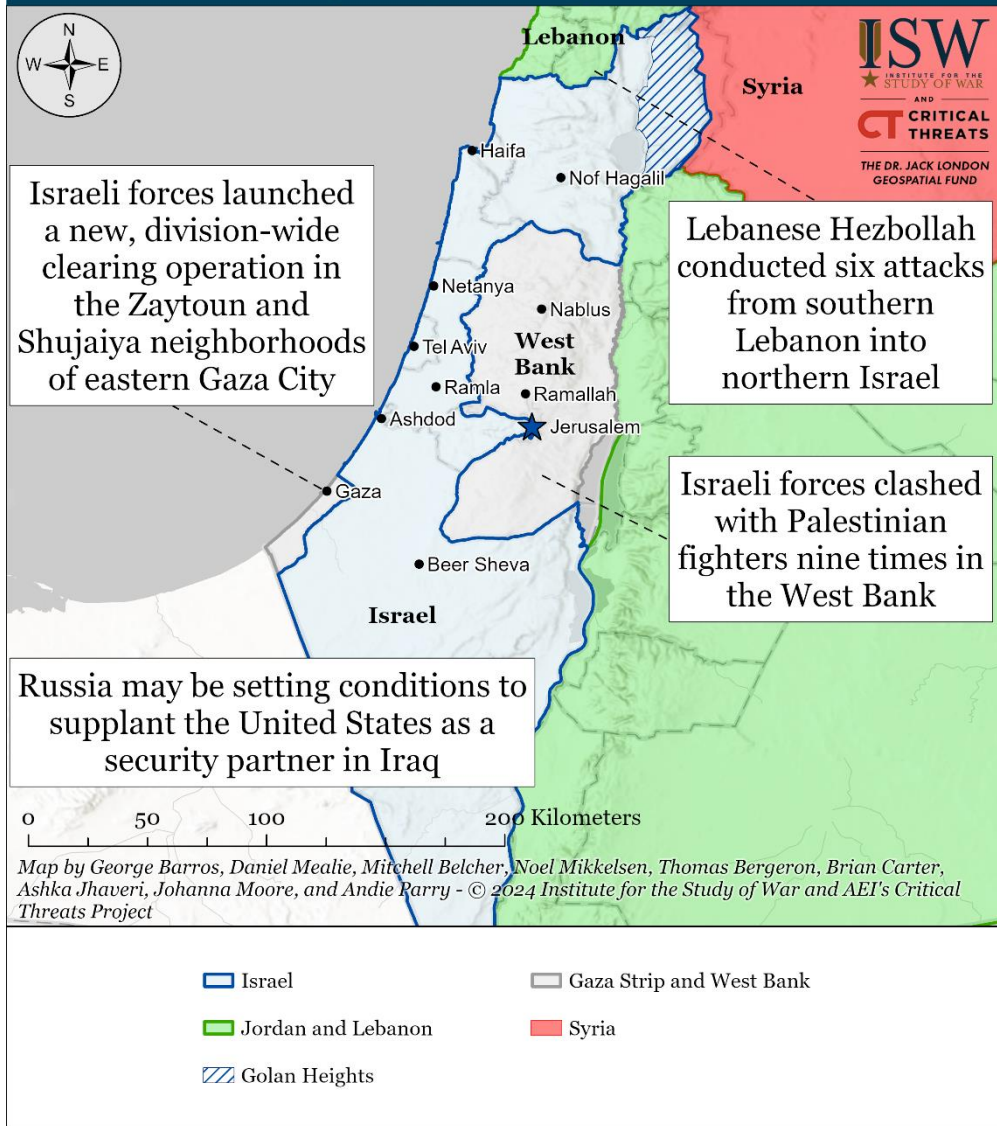 N
W E
S
Lebanon
Syria
ISW
INSTITUTE FOR THE
STUDY OF WAR
AND
CT CRITICAL
THREATS
THE DR. JACK LONDON
GEOSPATIAL FUND
Haifa
Nof Hagalil
Israeli forces launched
a new, division-wide
clearing operation in
the Zaytoun and
Shujaiya neighborhoods
of eastern Gaza City
Lebanese Hezbollah
conducted six attacks
from southern
Lebanon into
northern Israel
Netanya
Nablus
Tel Aviv
West
Bank
Ramla
Ramallah
Ashdod
Jerusalem
Gaza
Israeli forces clashed
with Palestinian
fighters nine times in
the West Bank
Beer Sheva
Israel
Russia may be setting conditions to
supplant the United States as a
security partner in Iraq
0 50 100 200 Kilometers
Map by George Barros, Daniel Mealie, Mitchell Belcher, Noel Mikkelsen, Thomas Bergeron, Brian Carter,
Ashka Jhaveri, Johanna Moore, and Andie Parry - © 2024 Institute for the Study of War and AEI's Critical
Threats Project
Israel
Gaza Strip and West Bank
Jordan and Lebanon
Syria
Golan Heights